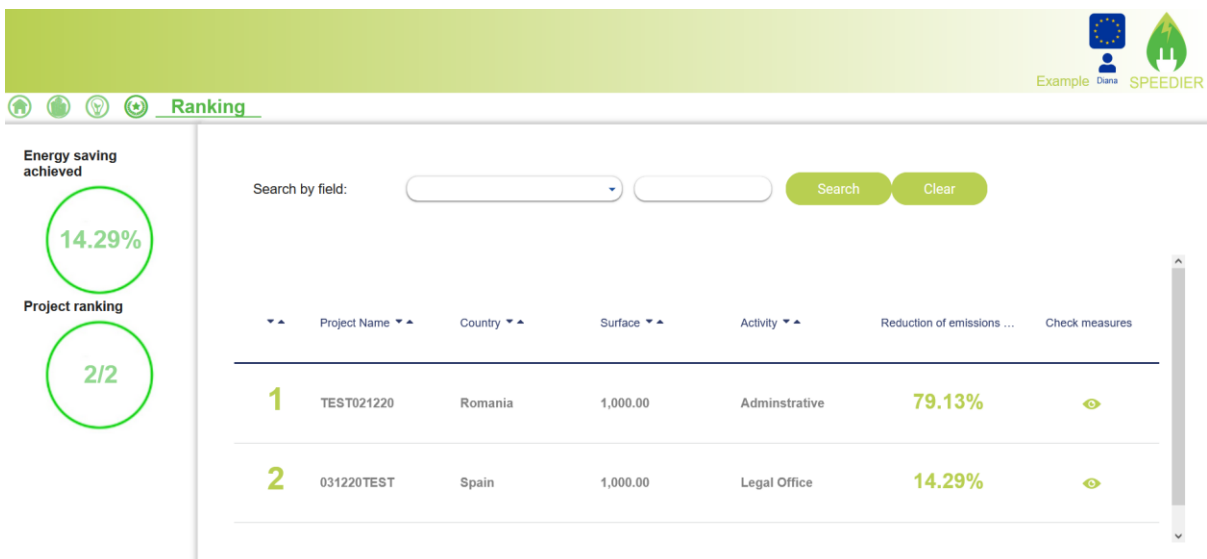 Example Diana SPEEDIER
Ranking
Energy saving
achieved
14.29%
Project ranking
2/2
Search by field: Search Clear
Project Name Country Surface Activity Reduction of emissions ... Check measures
1 TEST021220 Romania 1,000.00 Adminstrative 79.13%
2 031220TEST Spain 1,000.00 Legal Office 14.29%